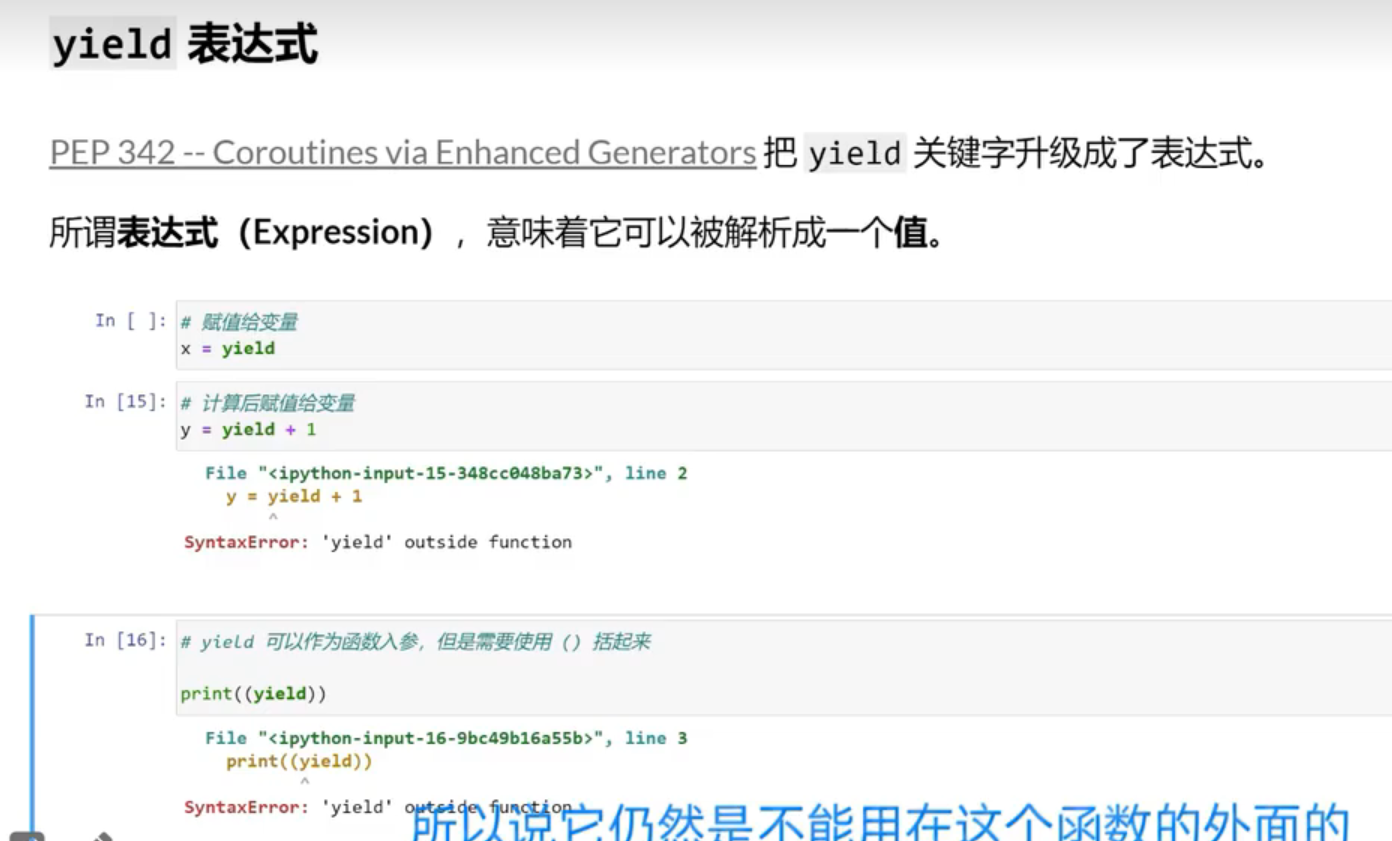 yield 表达式
PEP 342 -- Coroutines via Enhanced Generators 把 yield 关键字升级成了表达式。
所谓表达式（Expression），意味着它可以被解析成一个值。
In [ ]: # 赋值给变量
x = yield
In [15]: # 计算后赋值给变量
y = yield + 1
File "<ipython-input-15-348cc048ba73>", line 2
y = yield + 1
^
SyntaxError: 'yield' outside function
In [16]: # yield 可以作为函数入参，但是需要使用 () 括起来
print((yield))
File "<ipython-input-16-9bc49b16a55b>", line 3
print((yield))
^
SyntaxError: 'yield' outside function
所以说它仍然是不能用在这个函数的外面的